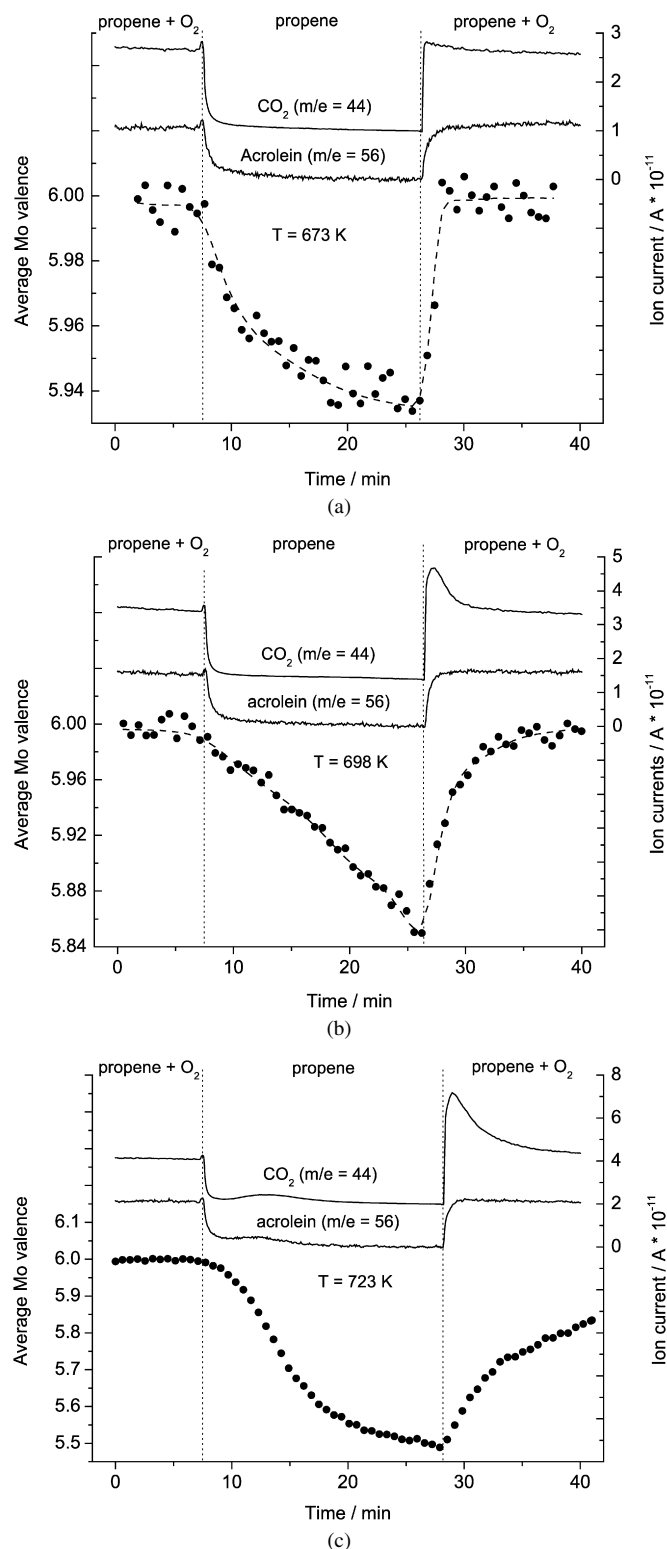 propene + O2 propene propene + O2
3
CO2 (m/e = 44)
2
1
Acrolein (m/e = 56)
0
6.00
T = 673 K
5.98
5.96
5.94
Average Mo valence
Ion current / A * 10-11
0 10 20 30 40
Time / min
(a)
propene + O2 propene propene + O2
5
4
3
CO2 (m/e = 44)
2
1
acrolein (m/e = 56)
0
6.00
T = 698 K
5.96
5.92
5.88
5.84
Average Mo valence
Ion currents / A * 10-11
0 10 20 30 40
Time / min
(b)
propene + O2 propene propene + O2
8
6
4
CO2 (m/e = 44)
2
acrolein (m/e = 56)
0
6.1
6.0
T = 723 K
5.9
5.8
5.7
5.6
5.5
Average Mo valence
Ion current / A * 10-11
0 10 20 30 40
Time / min
(c)